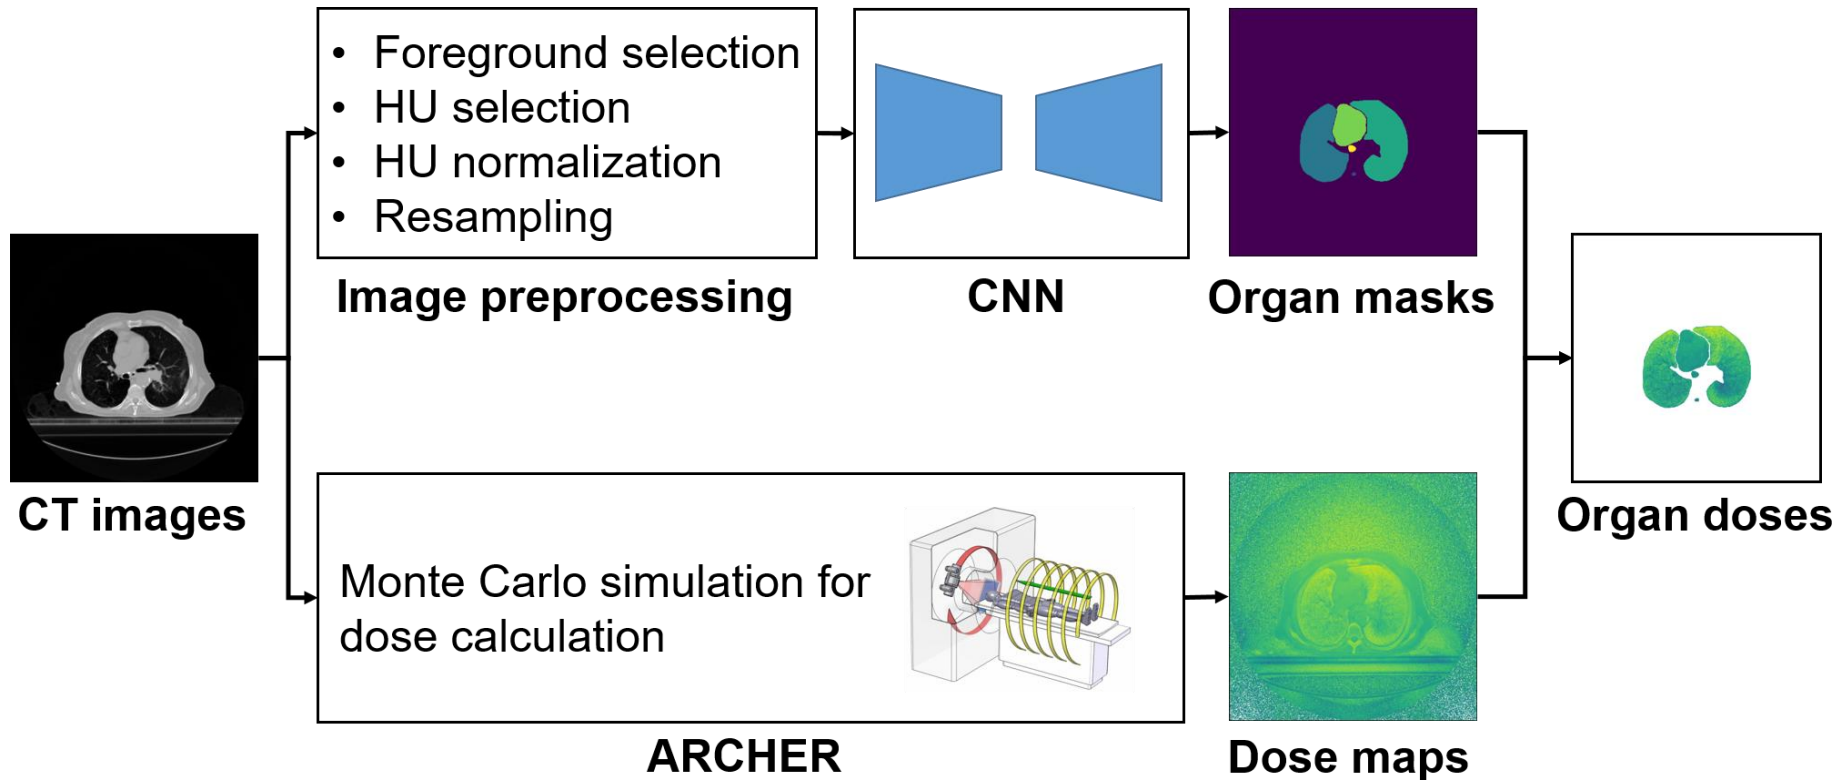 • Foreground selection
• HU selection
• HU normalization
• Resampling
Image preprocessing
CNN
Organ masks
CT images
Organ doses
Monte Carlo simulation for
dose calculation
ARCHER
Dose maps